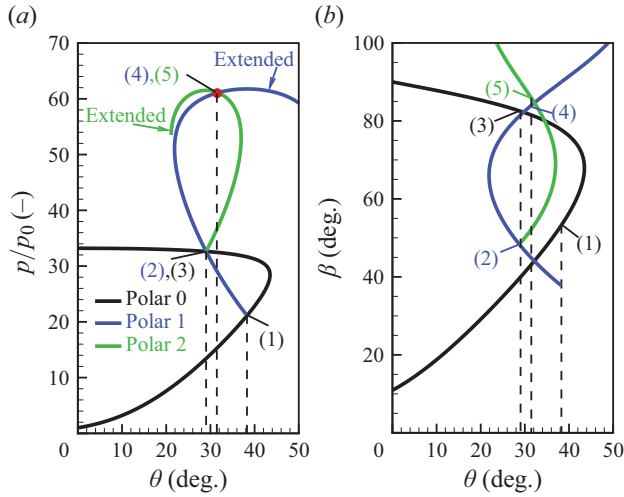 (a)
70
60
50
40
30
20
10
0
p/p0 (–)
Extended
(4),(5)
Extended
(2),(3)
(1)
Polar 0
Polar 1
Polar 2
10
20
30
40
50
θ (deg.)
(b)
100
80
60
40
20
0
β (deg.)
(5)
(4)
(3)
(2)
(1)
10
20
30
40
50
θ (deg.)